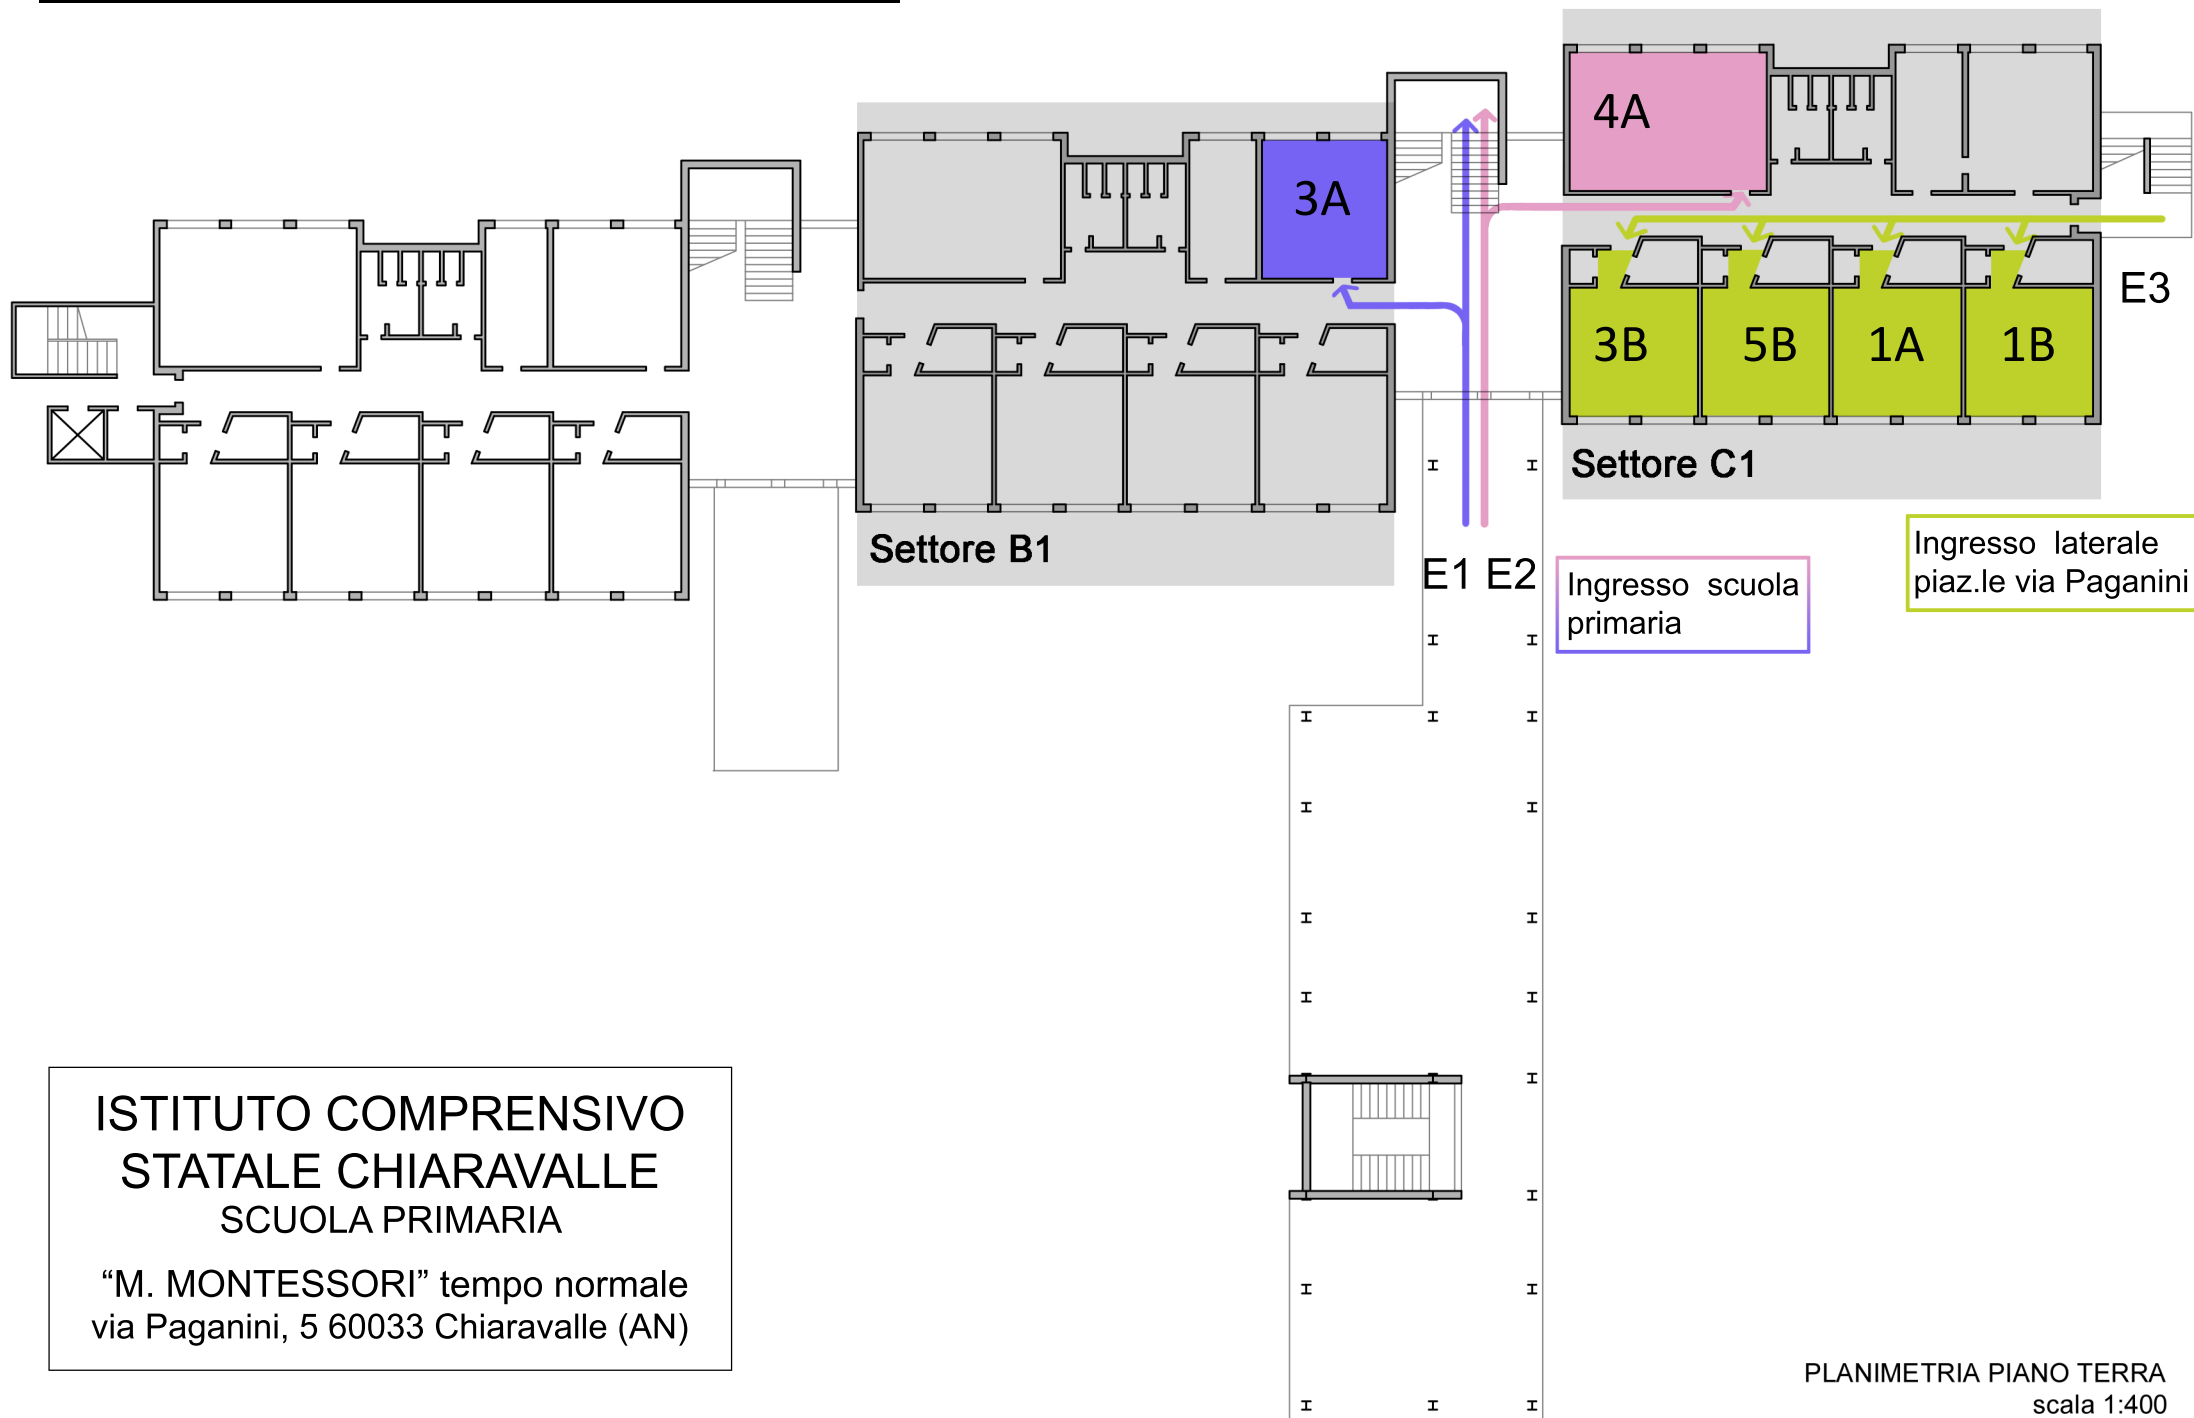 4A
3A
E3
3B
5B
1A
1B
Settore C1
Settore B1
E1 E2
Ingresso scuola
primaria
Ingresso laterale
piaz.le via Paganini
ISTITUTO COMPRENSIVO
STATALE CHIARAVALLE
SCUOLA PRIMARIA
“M. MONTESSORI” tempo normale
via Paganini, 5 60033 Chiaravalle (AN)
PLANIMETRIA PIANO TERRA
scala 1:400